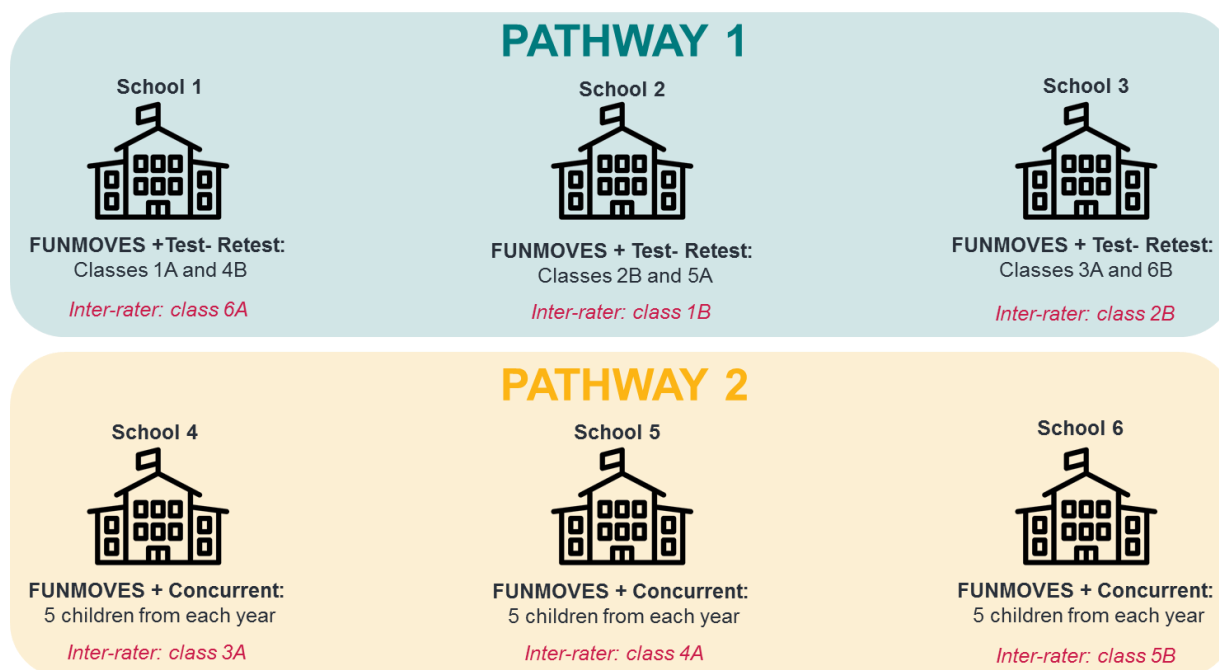 PATHWAY 1
School 1
School 2
School 3
FUNMOVES +Test- Retest:
Classes 1A and 4B
Inter-rater: class 6A
FUNMOVES + Test- Retest:
Classes 2B and 5A
Inter-rater: class 1B
FUNMOVES + Test- Retest:
Classes 3A and 6B
Inter-rater: class 2B
PATHWAY 2
School 4
School 5
School 6
FUNMOVES + Concurrent:
5 children from each year
Inter-rater: class 3A
FUNMOVES + Concurrent:
5 children from each year
Inter-rater: class 4A
FUNMOVES + Concurrent:
5 children from each year
Inter-rater: class 5B